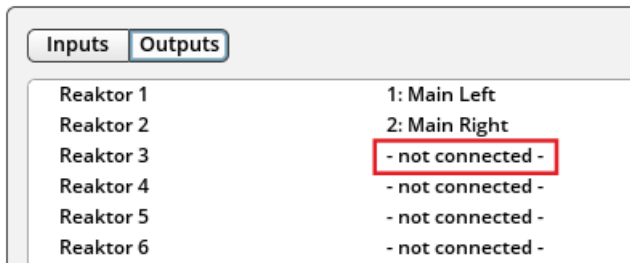 Inputs Outputs
Reaktor 1 1: Main Left
Reaktor 2 2: Main Right
Reaktor 3 - not connected -
Reaktor 4 - not connected -
Reaktor 5 - not connected -
Reaktor 6 - not connected -